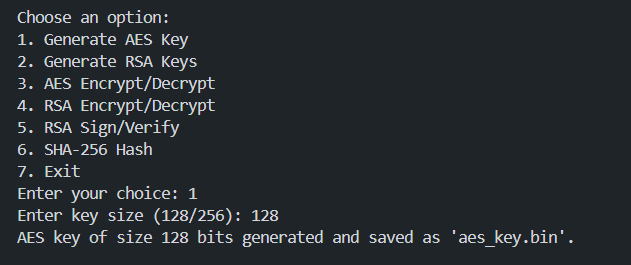 Choose an option:
1. Generate AES Key
2. Generate RSA Keys
3. AES Encrypt/Decrypt
4. RSA Encrypt/Decrypt
5. RSA Sign/Verify
6. SHA-256 Hash
7. Exit
Enter your choice: 1
Enter key size (128/256): 128
AES key of size 128 bits generated and saved as 'aes_key.bin'.